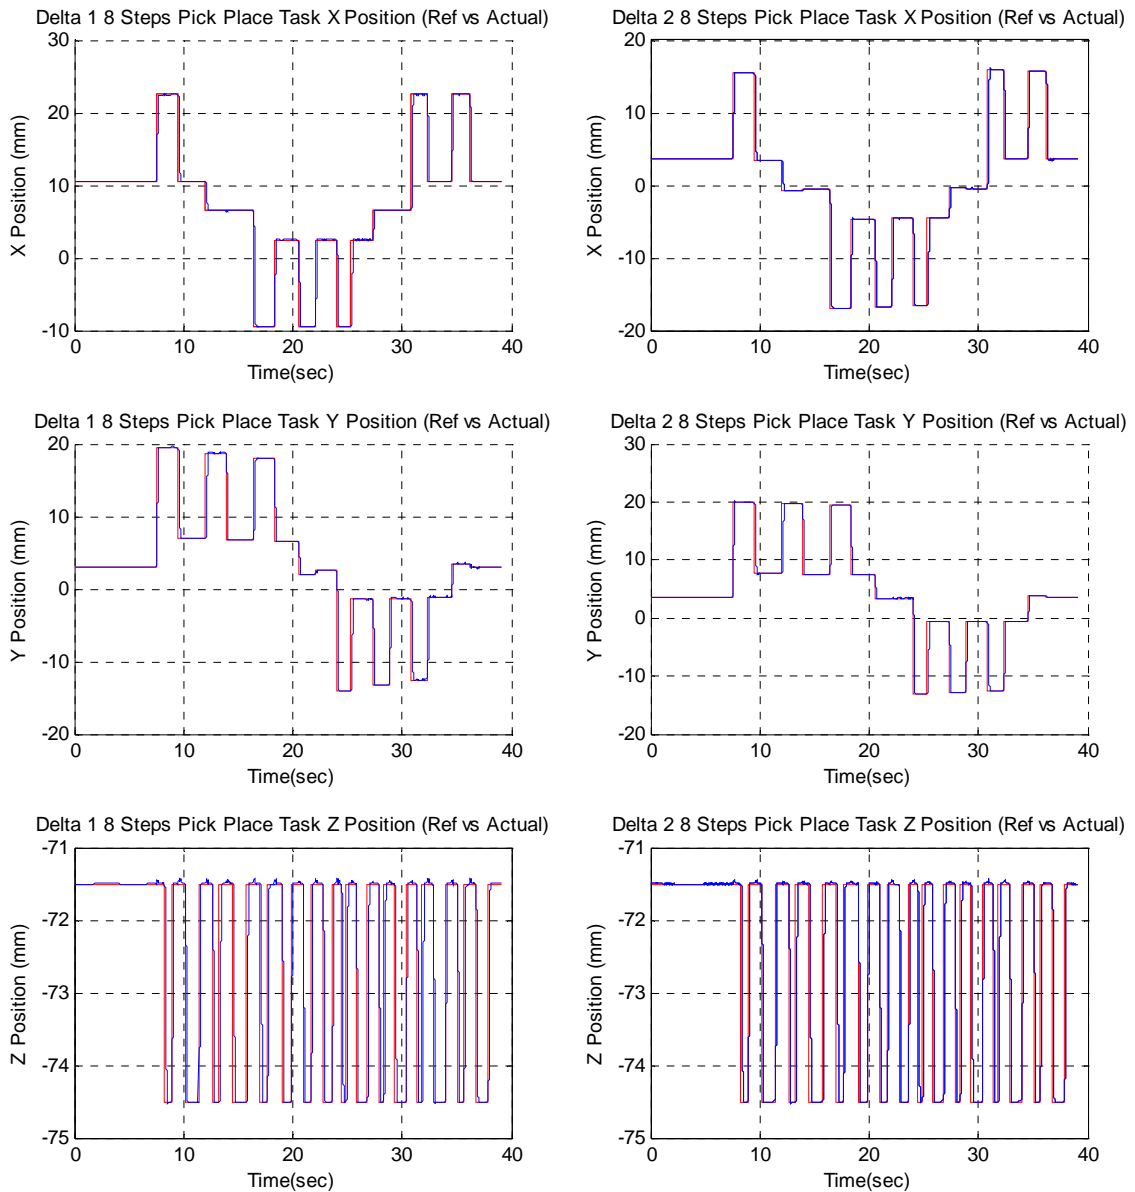 Delta 1 8 Steps Pick Place Task X Position (Ref vs Actual)
30
20
10
0
-10
X Position (mm)
0 10 20 30 40
Time(sec)
Delta 2 8 Steps Pick Place Task X Position (Ref vs Actual)
20
10
0
-10
-20
X Position (mm)
0 10 20 30 40
Time(sec)
Delta 1 8 Steps Pick Place Task Y Position (Ref vs Actual)
20
10
0
-10
-20
Y Position (mm)
0 10 20 30 40
Time(sec)
Delta 2 8 Steps Pick Place Task Y Position (Ref vs Actual)
30
20
10
0
-10
-20
Y Position (mm)
0 10 20 30 40
Time(sec)
Delta 1 8 Steps Pick Place Task Z Position (Ref vs Actual)
-71
-72
-73
-74
-75
Z Position (mm)
0 10 20 30 40
Time(sec)
Delta 2 8 Steps Pick Place Task Z Position (Ref vs Actual)
-71
-72
-73
-74
-75
Z Position (mm)
0 10 20 30 40
Time(sec)